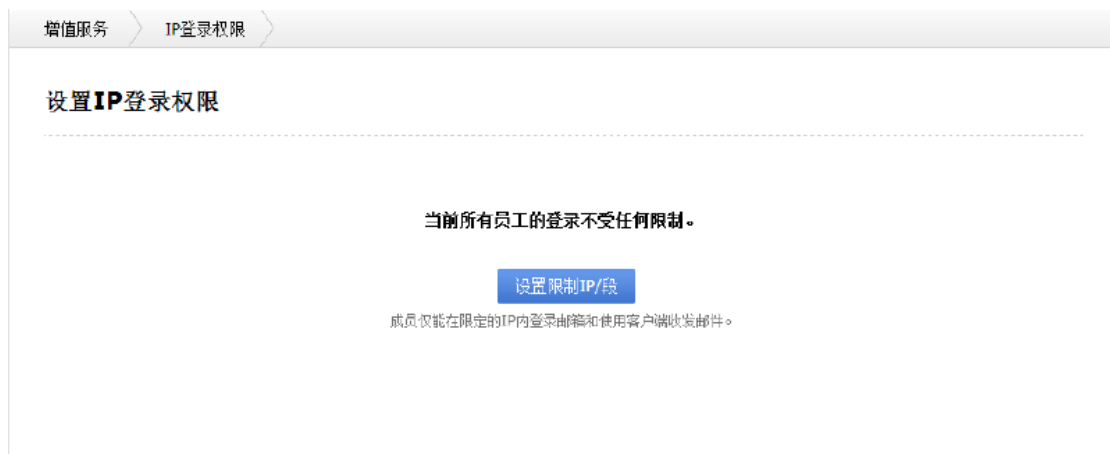 增值服务 IP登录权限
设置IP登录权限
当前所有员工的登录不受任何限制。
设置限制IP/段
成员仅能在限定的IP内登录邮箱和使用客户端收发邮件。